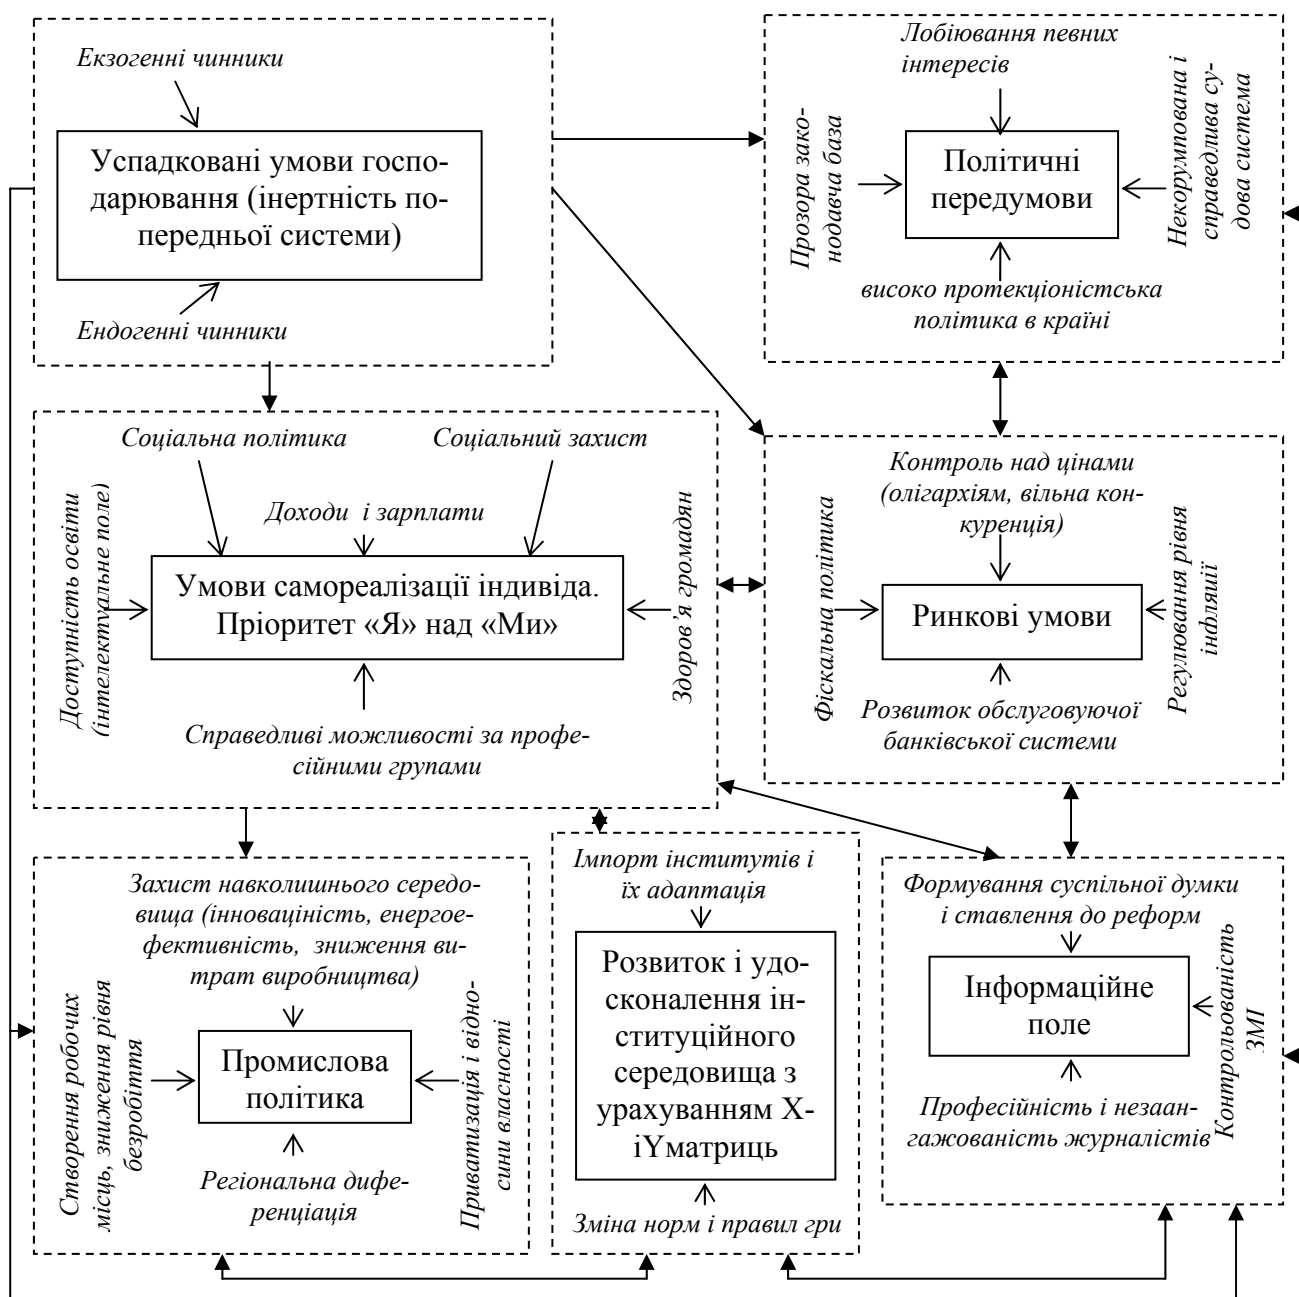 Екзогенні чинники
Успадковані умови госпо-
дарювання (інертність по-
передньої системи)
Ендогенні чинники
Лобіювання певних
інтересів
Прозора зако-
нодавча база
Політичні
передумови
Некорумпована і
справедлива су-
дова система
високо протекціоністська
політика в країні
Соціальна політика
Соціальний захист
Доходи і зарплати
Доступність освіти
(інтелектуальне поле)
Умови самореалізації індивіда.
Пріоритет «Я» над «Ми»
Здоров’я громадян
Справедливі можливості за профе-
сійними групами
Контроль над цінами
(олігархіям, вільна кон-
куренція)
Фіскальна політика
Ринкові умови
Регулювання рівня
інфляції
Розвиток обслуговуючої
банківської системи
Захист навколишнього середо-
вища (інноваціність, енергое-
фективність, зниження ви-
трат виробництва)
Створення робочих
місць, зниження рівня
безробіття
Промислова
політика
Приватизація і відно-
сини власності
Регіональна дифе-
ренціація
Імпорт інститутів і
їх адаптація
Розвиток і удо-
сконалення ін-
ституційного
середовища з
урахуванням X-
іYматриць
Зміна норм і правил гри
Формування суспільної думки
і ставлення до реформ
Інформаційне
поле
Контрольованість
ЗМІ
Професійність і незаан-
гажованість журналістів